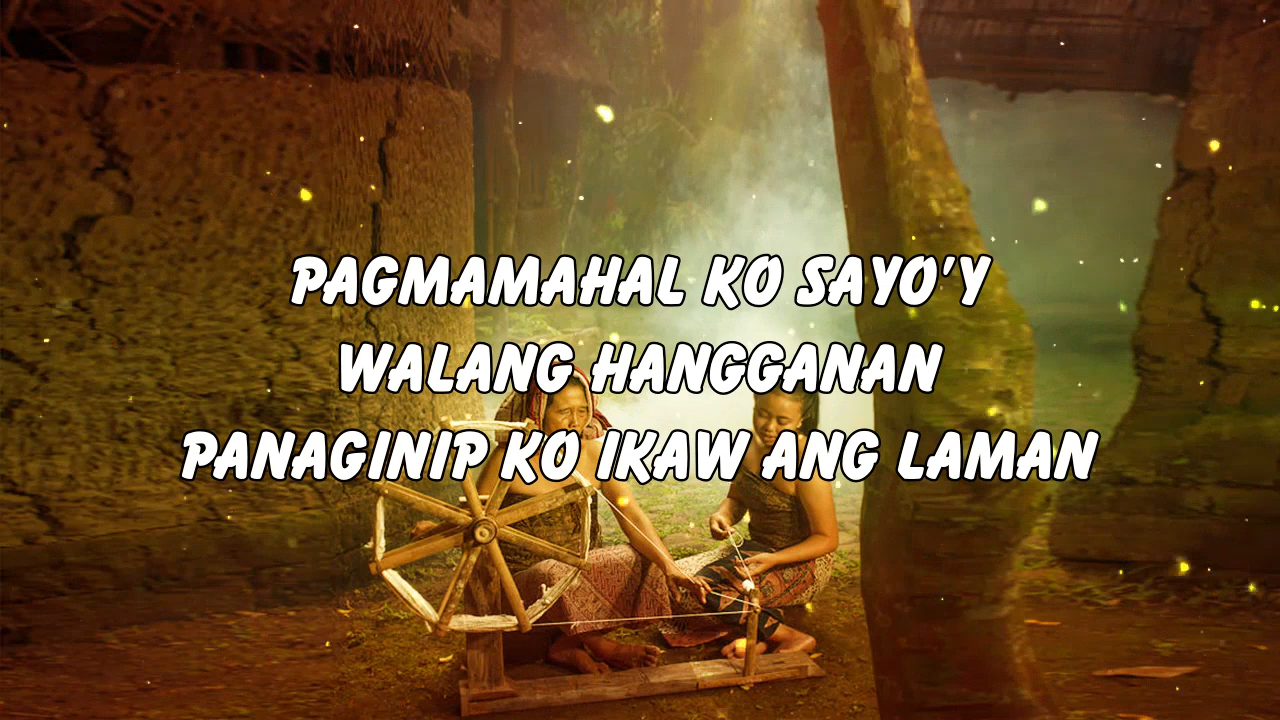 PAGMAMAHAL KO SAYO'Y
WALANG HANGGANAN
PANAGINIP KO IKAW ANG LAMAN